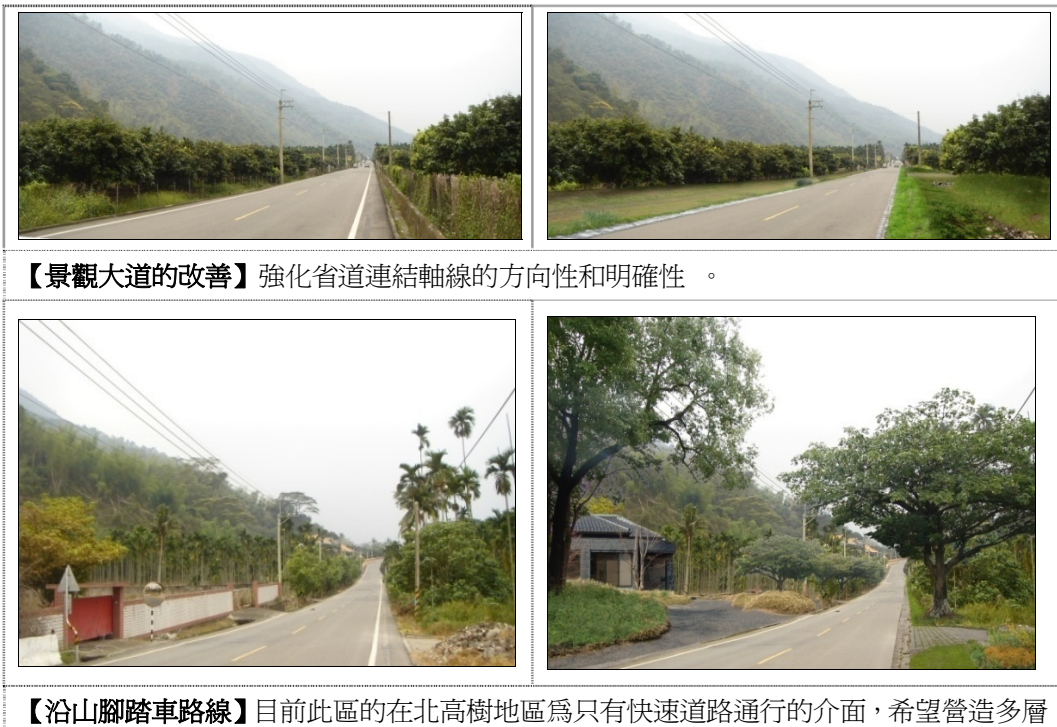 【景觀大道的改善】強化省道連結軸線的方向性和明確性 。
【沿山腳踏車路線】目前此區的在北高樹地區為只有快速道路通行的介面，希望營造多層